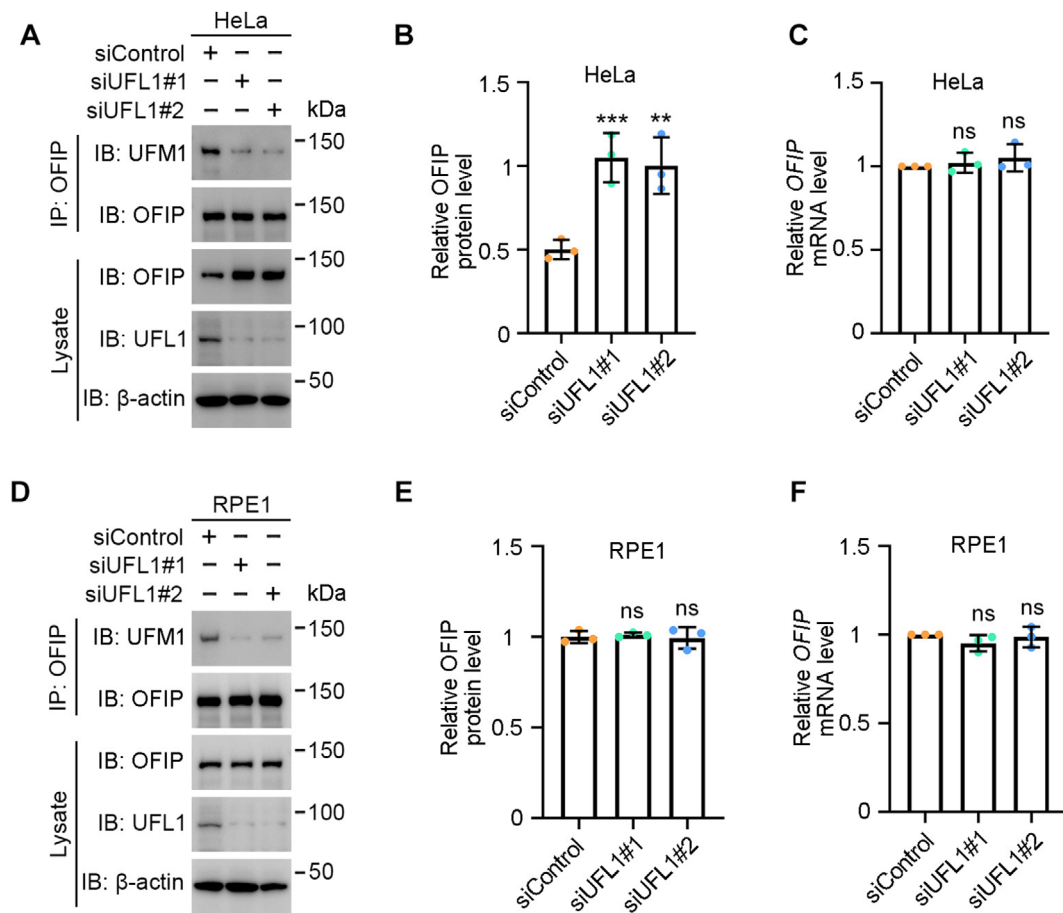 A
HeLa
siControl + – –
siUFL1#1 – + –
siUFL1#2 – – + kDa
IP: OFIP
IB: UFM1 150
IB: OFIP 150
Lysate
IB: OFIP 150
IB: UFL1 100
IB: β-actin 50
B
HeLa
Relative OFIP
protein level
1.5
1
0.5
0
*** **
siControl siUFL1#1 siUFL1#2
C
HeLa
Relative OFIP
mRNA level
1.5
1
0.5
0
ns ns
siControl siUFL1#1 siUFL1#2
D
RPE1
siControl + – –
siUFL1#1 – + –
siUFL1#2 – – + kDa
IP: OFIP
IB: UFM1 150
IB: OFIP 150
Lysate
IB: OFIP 150
IB: UFL1 100
IB: β-actin 50
E
RPE1
Relative OFIP
protein level
1.5
1
0.5
0
ns ns
siControl siUFL1#1 siUFL1#2
F
RPE1
Relative OFIP
mRNA level
1.5
1
0.5
0
ns ns
siControl siUFL1#1 siUFL1#2